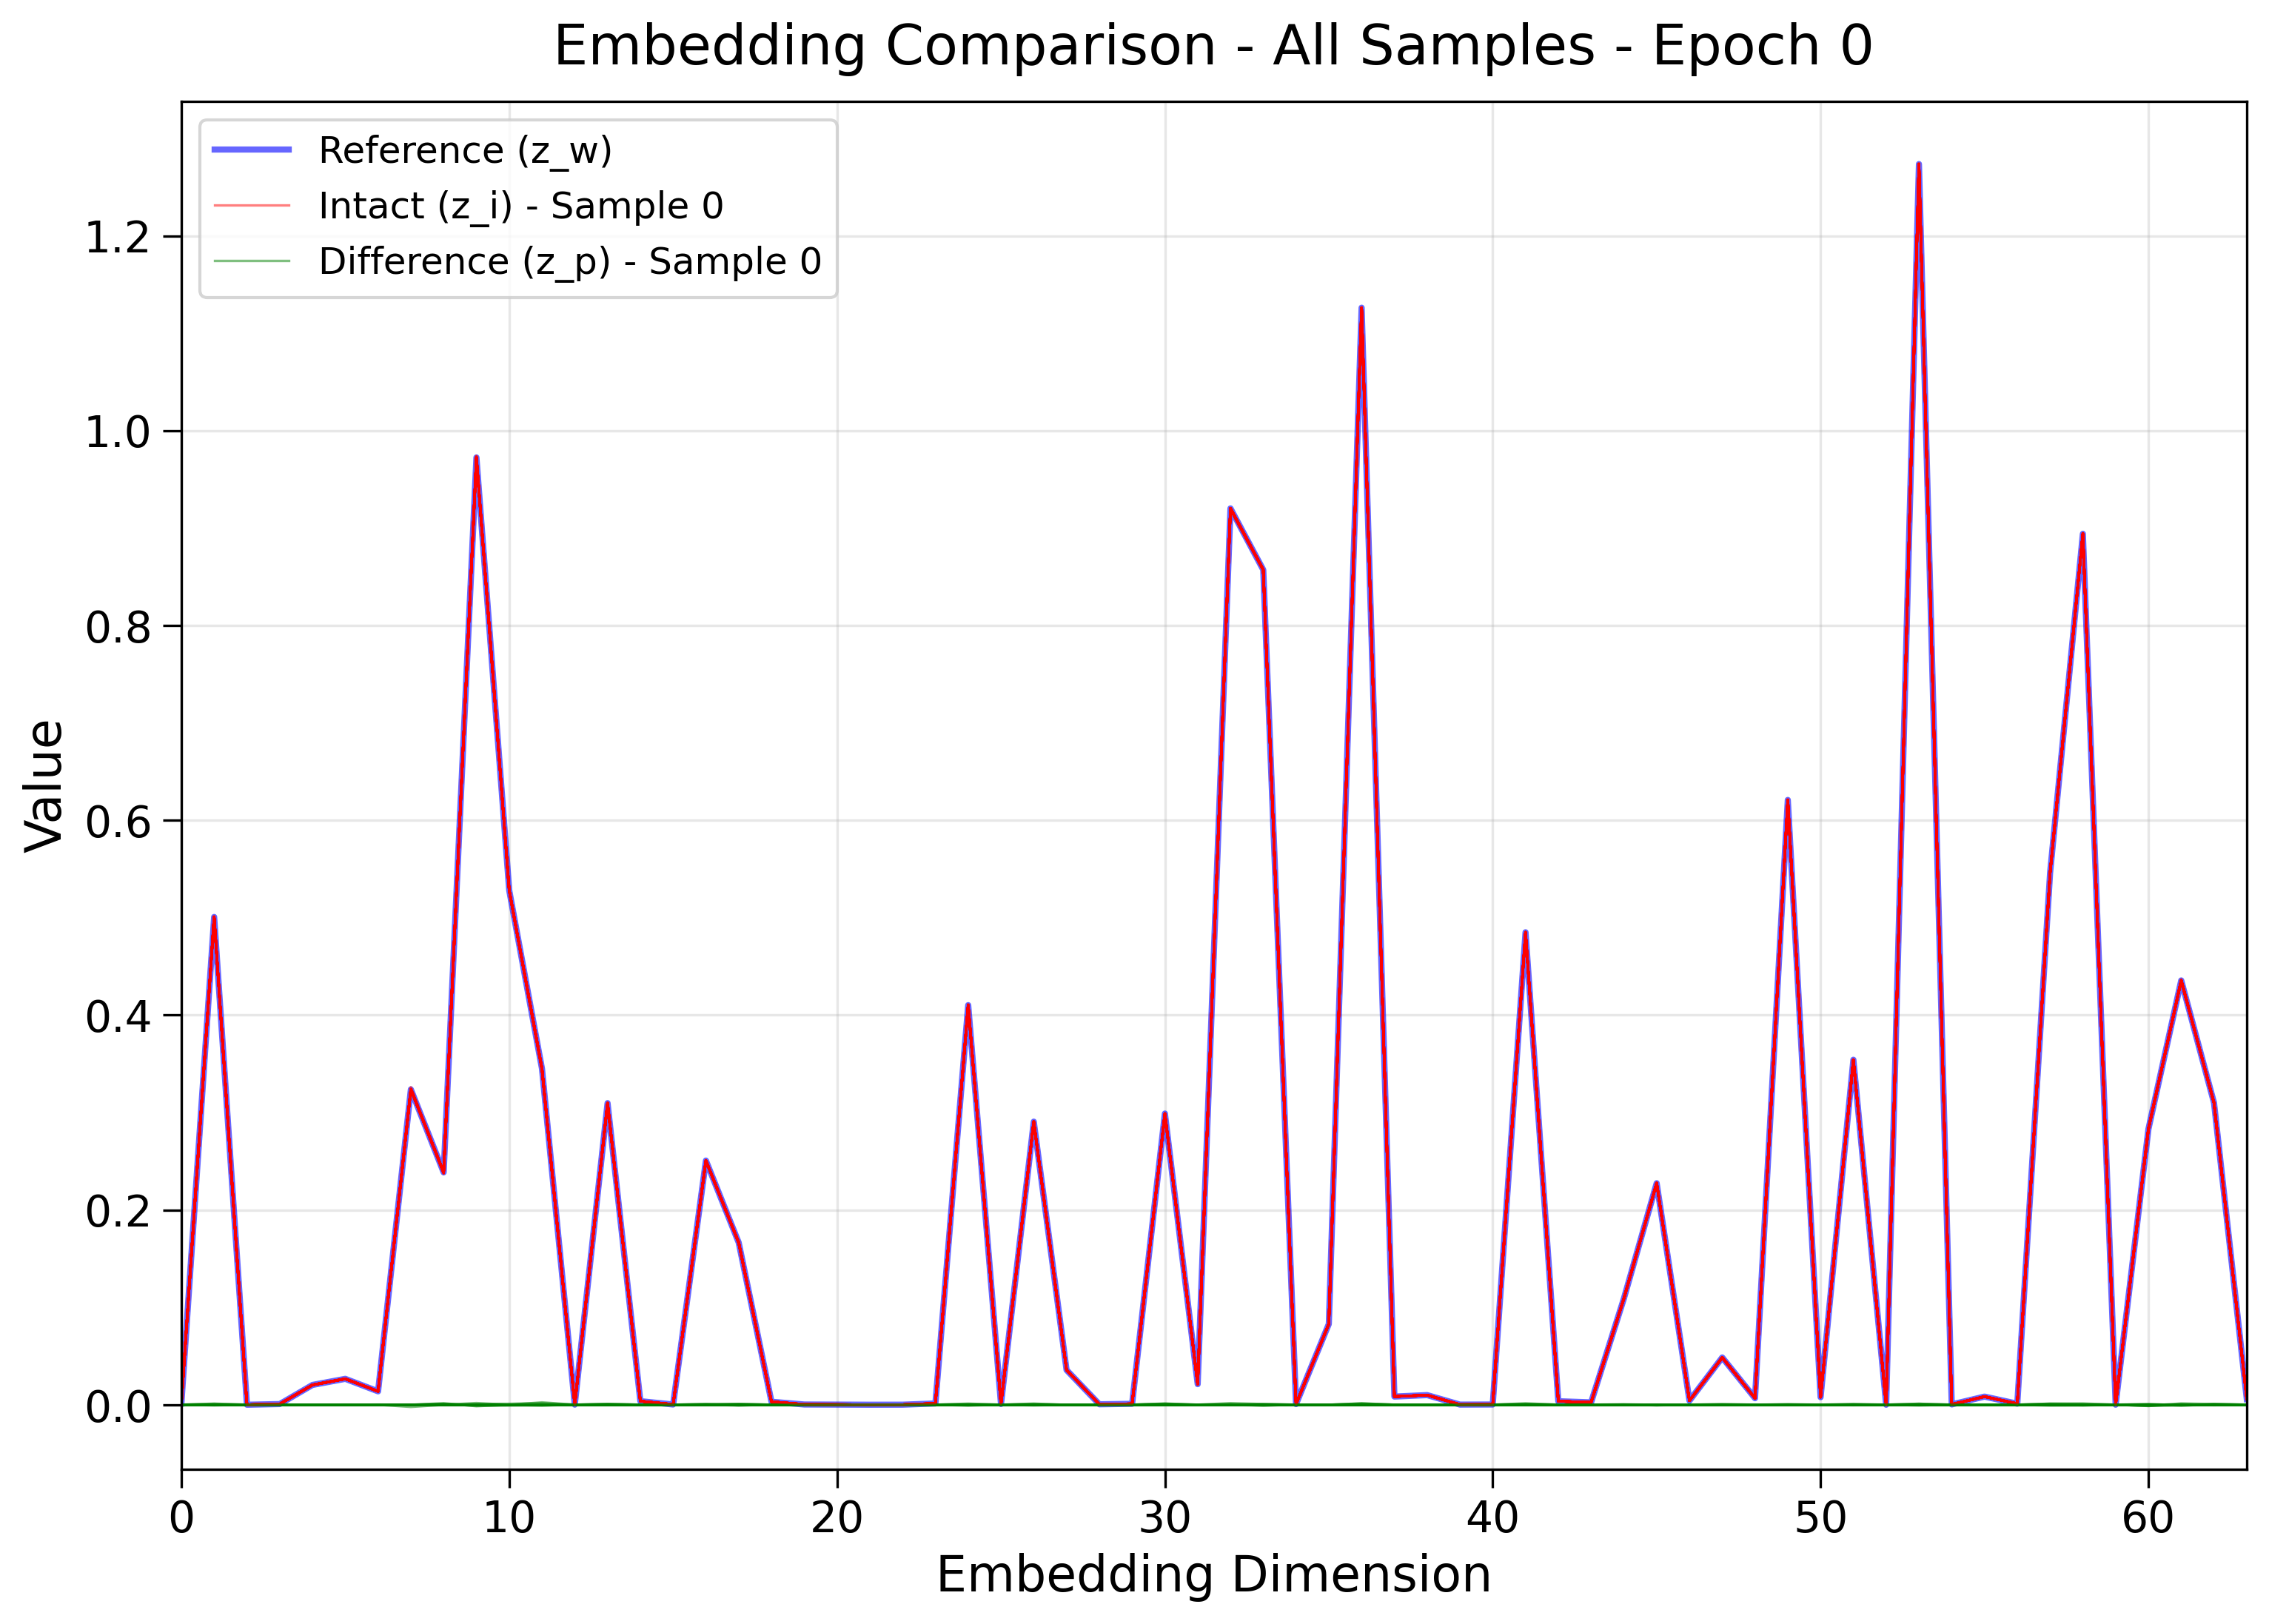 Embedding Comparison - All Samples - Epoch 0
Reference (z_w)
Intact (z_i) - Sample 0
Difference (z_p) - Sample 0
1.2
1.0
0.8
0.6
0.4
0.2
0.0
Value
0 10 20 30 40 50 60
Embedding Dimension